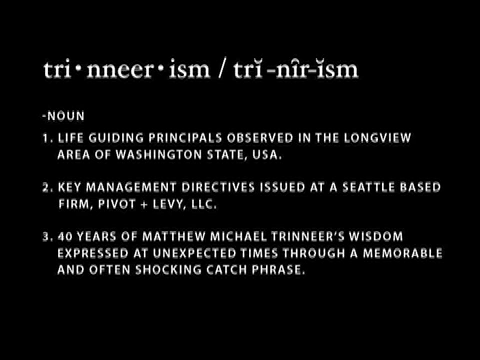 tri•nneer•ism / trĭ-nîr-ĭsm
-NOUN
1. LIFE GUIDING PRINCIPALS OBSERVED IN THE LONGVIEW
AREA OF WASHINGTON STATE, USA.
2. KEY MANAGEMENT DIRECTIVES ISSUED AT A SEATTLE BASED
FIRM, PIVOT + LEVY, LLC.
3. 40 YEARS OF MATTHEW MICHAEL TRINNEER'S WISDOM
EXPRESSED AT UNEXPECTED TIMES THROUGH A MEMORABLE
AND OFTEN SHOCKING CATCH PHRASE.